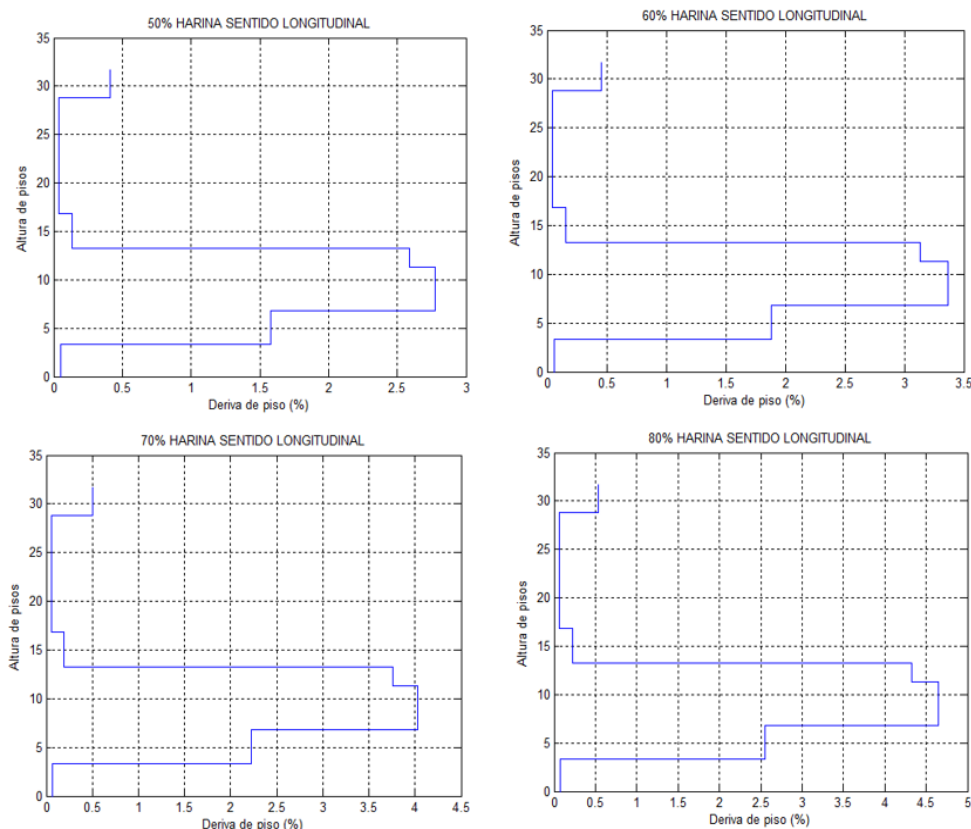 50% HARINA SENTIDO LONGITUDINAL
35
30
25
20
15
10
5
0
Altura de pisos
0 0.5 1 1.5 2 2.5 3
Deriva de piso (%)
60% HARINA SENTIDO LONGITUDINAL
35
30
25
20
15
10
5
0
Altura de pisos
0 0.5 1 1.5 2 2.5 3 3.5
Deriva de piso (%)
70% HARINA SENTIDO LONGITUDINAL
35
30
25
20
15
10
5
0
Altura de pisos
0 0.5 1 1.5 2 2.5 3 3.5 4 4.5
Deriva de piso (%)
80% HARINA SENTIDO LONGITUDINAL
35
30
25
20
15
10
5
0
Altura de pisos
0 0.5 1 1.5 2 2.5 3 3.5 4 4.5 5
Deriva de piso (%)